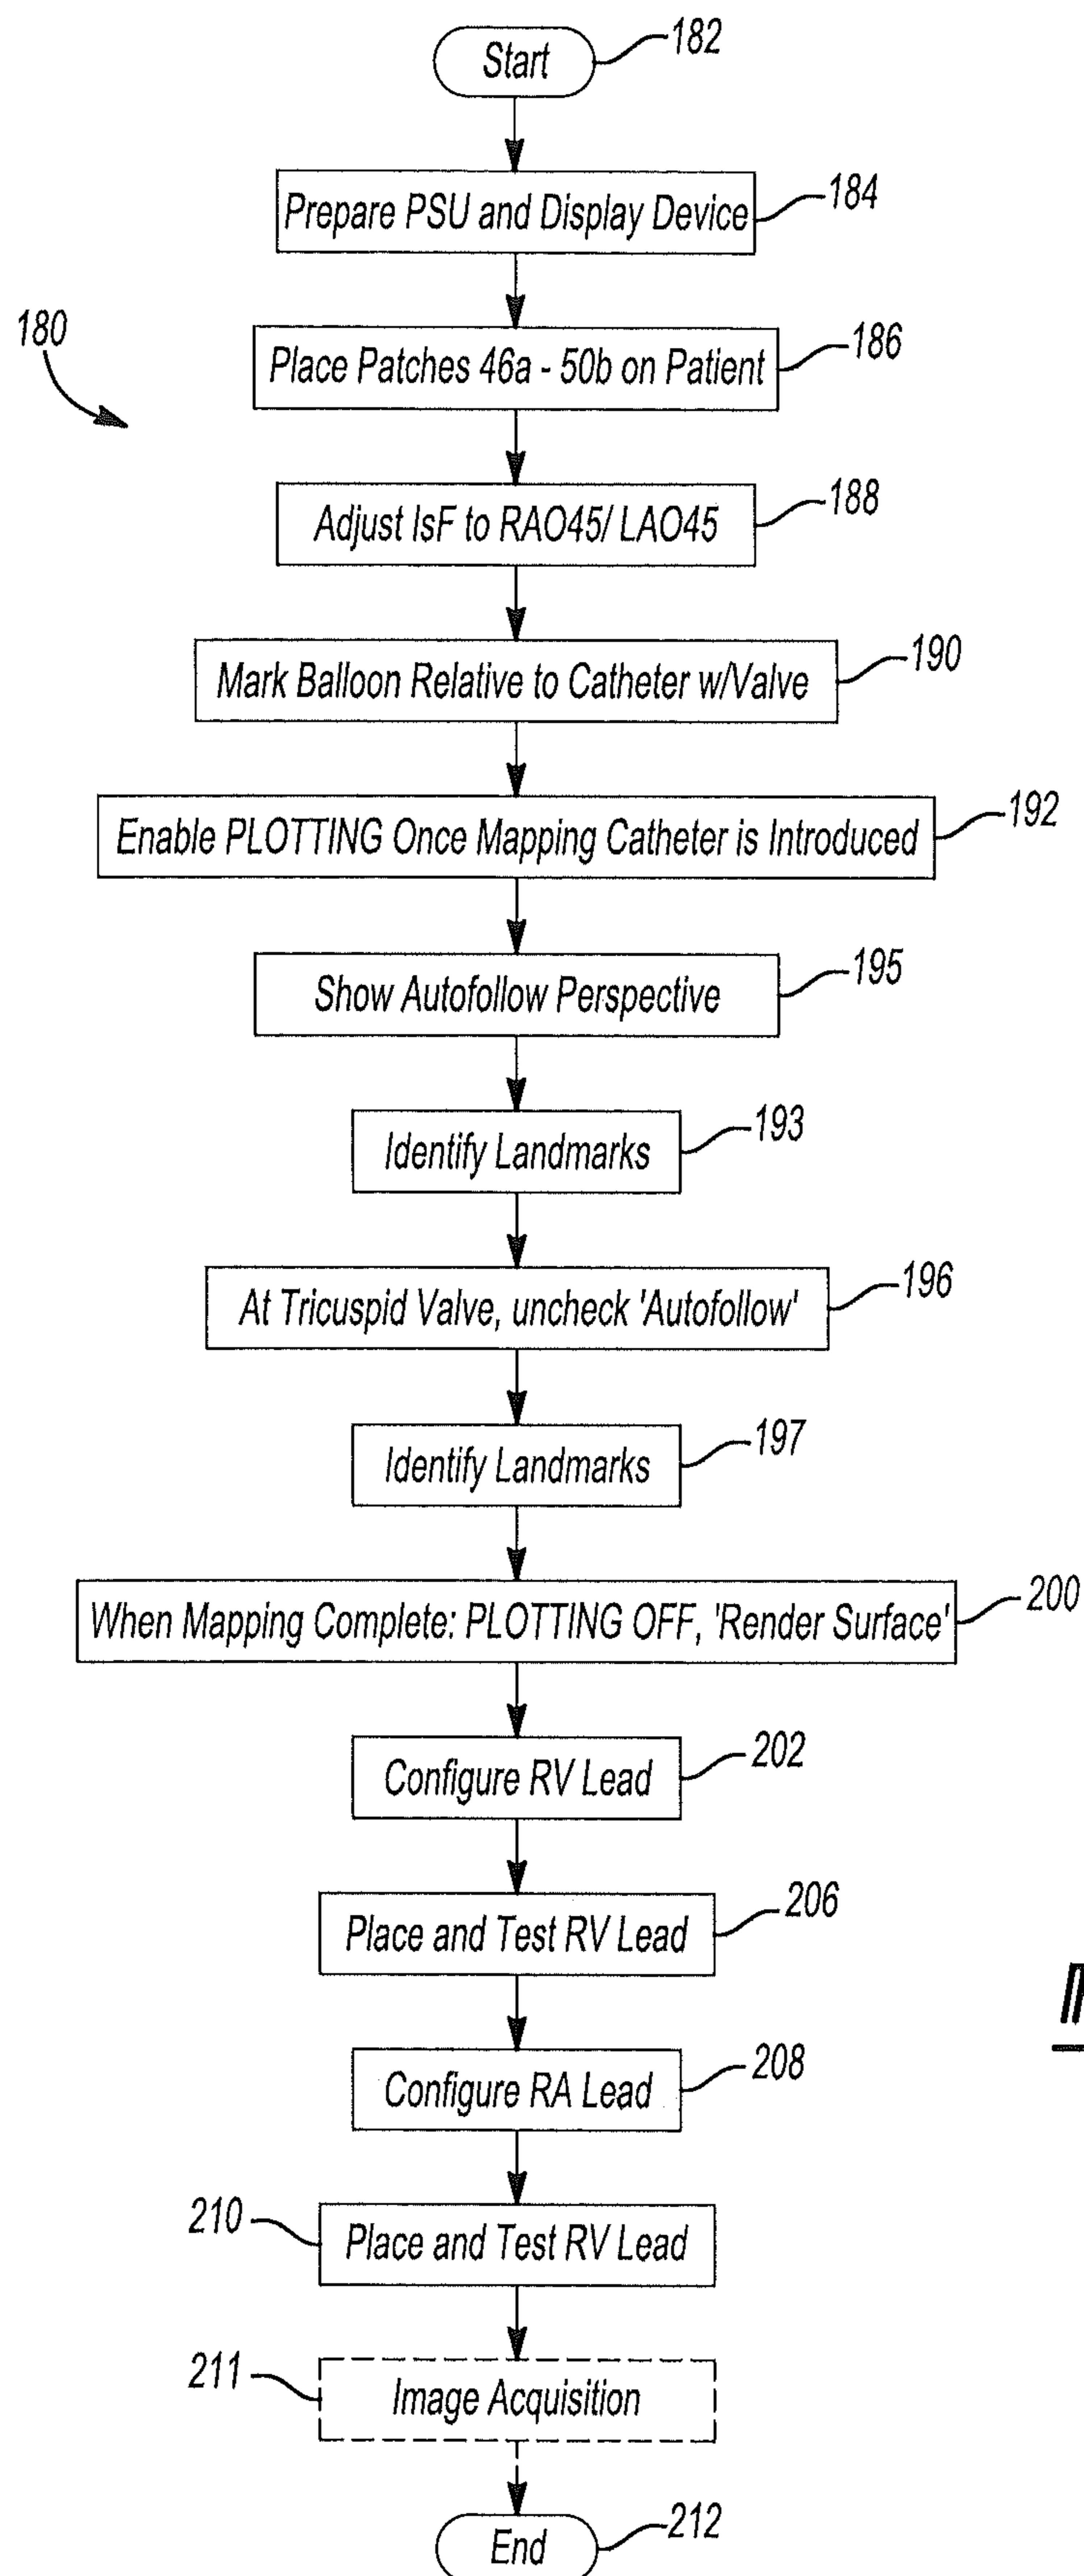 Start
182
Prepare PSU and Display Device
184
180
Place Patches 46a - 50b on Patient
186
Adjust IsF to RAO45/ LAO45
188
Mark Balloon Relative to Catheter w/Valve
190
Enable PLOTTING Once Mapping Catheter is Introduced
192
Show Autofollow Perspective
195
Identify Landmarks
193
At Tricuspid Valve, uncheck 'Autofollow'
196
Identify Landmarks
197
When Mapping Complete: PLOTTING OFF, 'Render Surface'
200
Configure RV Lead
202
Place and Test RV Lead
206
Configure RA Lead
208
210
Place and Test RV Lead
211
Image Acquisition
End
212